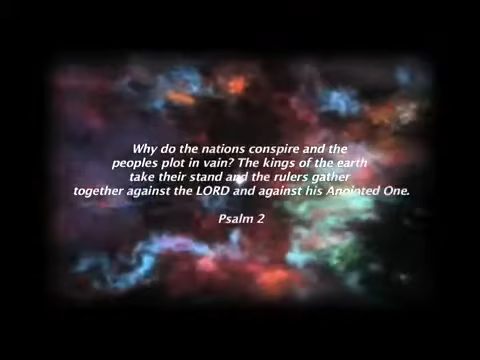 Why do the nations conspire and the
peoples plot in vain? The kings of the earth
take their stand and the rulers gather
together against the LORD and against his Anointed One.
Psalm 2